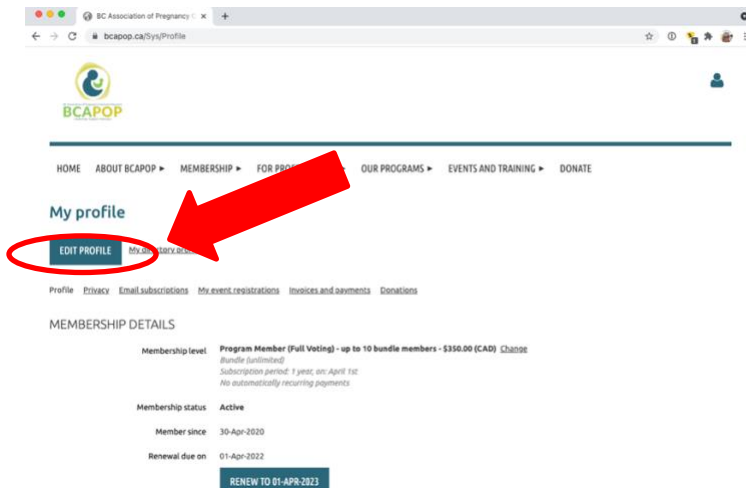 BC Association of Pregnancy
bcapop.ca/Sys/Profile
BCAPOP
HOME ABOUT BCAPOP ► MEMBERSHIP ► FOR ► OUR PROGRAMS ► EVENTS AND TRAINING ► DONATE
My profile
EDIT PROFILE My directory
Profile Privacy Email subscriptions My event registrations Invoices and payments Donations
MEMBERSHIP DETAILS
Membership level Program Member (Full Voting) - up to 10 bundle members - $350.00 (CAD) Change
Bundle (unlimited)
Subscription period: 1 year, on: April 1st
No automatically recurring payments
Membership status Active
Member since 30-Apr-2020
Renewal due on 01-Apr-2022
RENEW TO 01-APR-2023